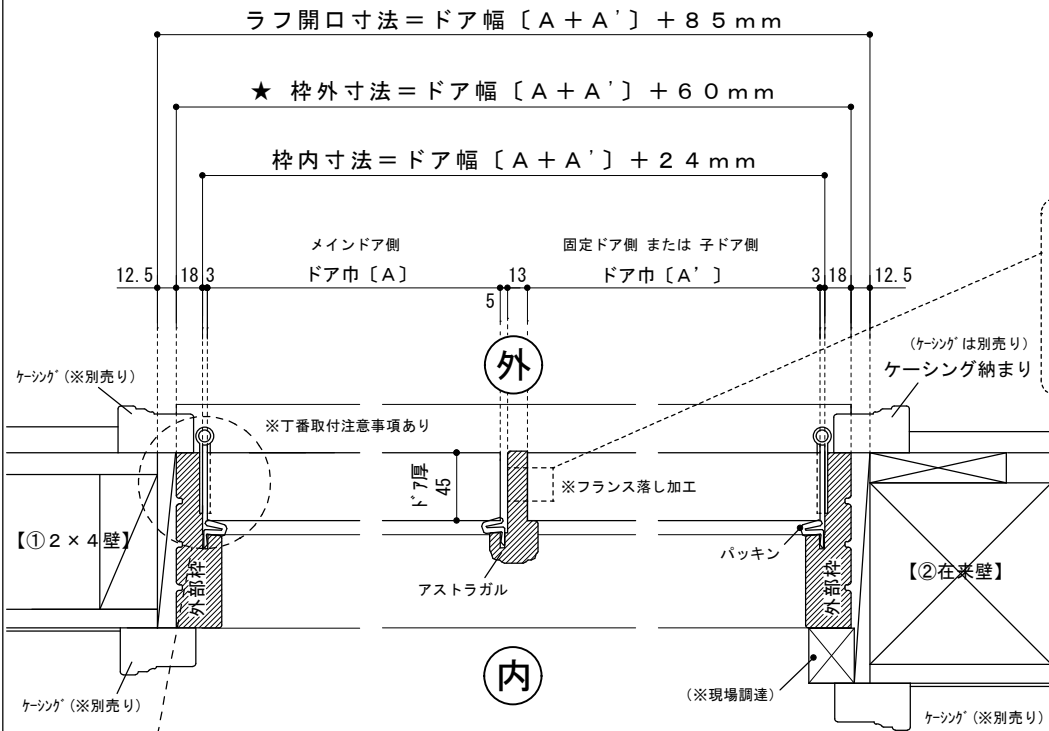 ラフ開口寸法＝ドア幅〔Ａ＋Ａ'〕＋８５mm
★ 枠外寸法＝ドア幅〔Ａ＋Ａ'〕＋６０mm
枠内寸法＝ドア幅〔Ａ＋Ａ'〕＋２４mm
メインドア側
固定ドア側 または 子ドア側
12.5 18 3 ドア巾〔Ａ〕 13 ドア巾〔Ａ'〕 3 18 12.5
5
外
(ｹｰｼﾝｸﾞは別売り)
ケーシング納まり
ｹｰｼﾝｸﾞ(※別売り)
※丁番取付注意事項あり
ﾄﾞｱ厚
45
※フランス落し加工
【①２×４壁】
パッキン
【②在来壁】
アストラガル
外部枠
外部枠
内
(※現場調達)
ｹｰｼﾝｸﾞ(※別売り)
ｹｰｼﾝｸﾞ(※別売り)